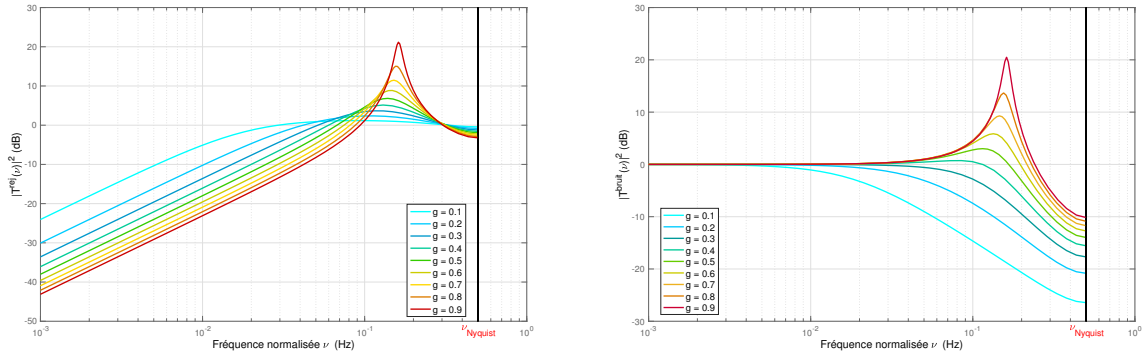 30
20
10
0
-10
-20
-30
-40
-50
|T^rej(ν)|² (dB)
g = 0.1
g = 0.2
g = 0.3
g = 0.4
g = 0.5
g = 0.6
g = 0.7
g = 0.8
g = 0.9
10^-3
10^-2
10^-1
10^0
ν_Nyquist
Fréquence normalisée ν (Hz)
30
20
10
0
-10
-20
-30
|T^bruit(ν)|² (dB)
g = 0.1
g = 0.2
g = 0.3
g = 0.4
g = 0.5
g = 0.6
g = 0.7
g = 0.8
g = 0.9
10^-3
10^-2
10^-1
10^0
ν_Nyquist
Fréquence normalisée ν (Hz)